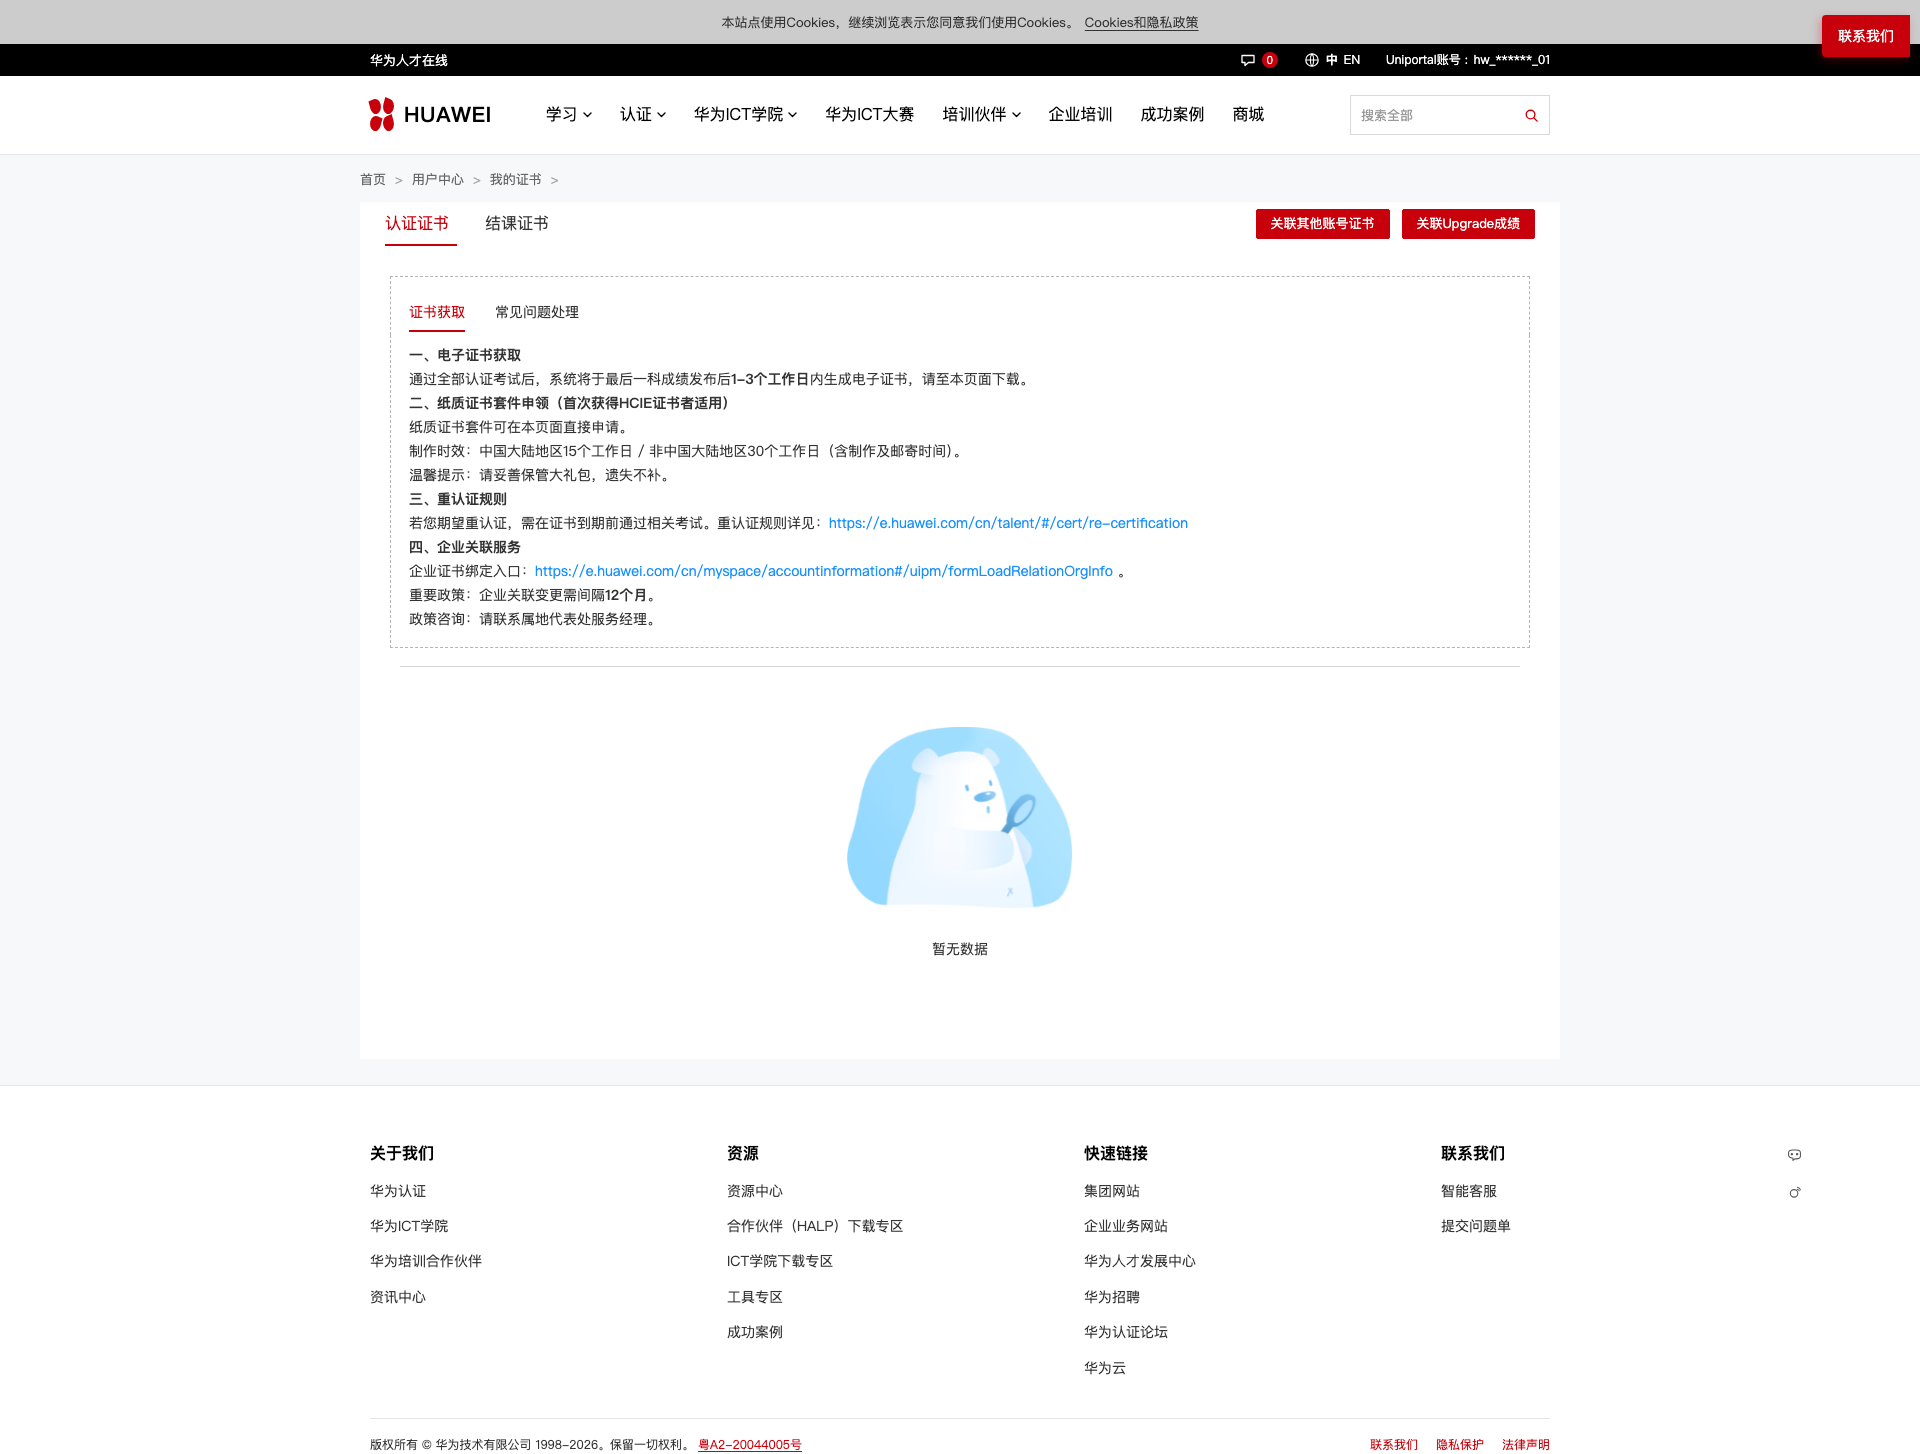 本站点使用Cookies，继续浏览表示您同意我们使用Cookies。 Cookies和隐私政策
联系我们
华为人才在线
0
中 EN
Uniportal账号：hw_******_01
HUAWEI
学习
认证
华为ICT学院
华为ICT大赛
培训伙伴
企业培训
成功案例
商城
搜索全部
首页 > 用户中心 > 我的证书 >
认证证书
结课证书
关联其他账号证书
关联Upgrade成绩
证书获取
常见问题处理
一、电子证书获取
通过全部认证考试后，系统将于最后一科成绩发布后1-3个工作日内生成电子证书，请至本页面下载。
二、纸质证书套件申领（首次获得HCIE证书者适用）
纸质证书套件可在本页面直接申请。
制作时效：中国大陆地区15个工作日 / 非中国大陆地区30个工作日（含制作及邮寄时间）。
温馨提示：请妥善保管大礼包，遗失不补。
三、重认证规则
若您期望重认证，需在证书到期前通过相关考试。重认证规则详见：https://e.huawei.com/cn/talent/#/cert/re-certification
四、企业关联服务
企业证书绑定入口：https://e.huawei.com/cn/myspace/accountinformation#/uipm/formLoadRelationOrgInfo 。
重要政策：企业关联变更需间隔12个月。
政策咨询：请联系属地代表处服务经理。
暂无数据
关于我们
华为认证
华为ICT学院
华为培训合作伙伴
资讯中心
资源
资源中心
合作伙伴（HALP）下载专区
ICT学院下载专区
工具专区
成功案例
快速链接
集团网站
企业业务网站
华为人才发展中心
华为招聘
华为认证论坛
华为云
联系我们
智能客服
提交问题单
版权所有 © 华为技术有限公司 1998-2026。保留一切权利。 粤A2-20044005号
联系我们 隐私保护 法律声明